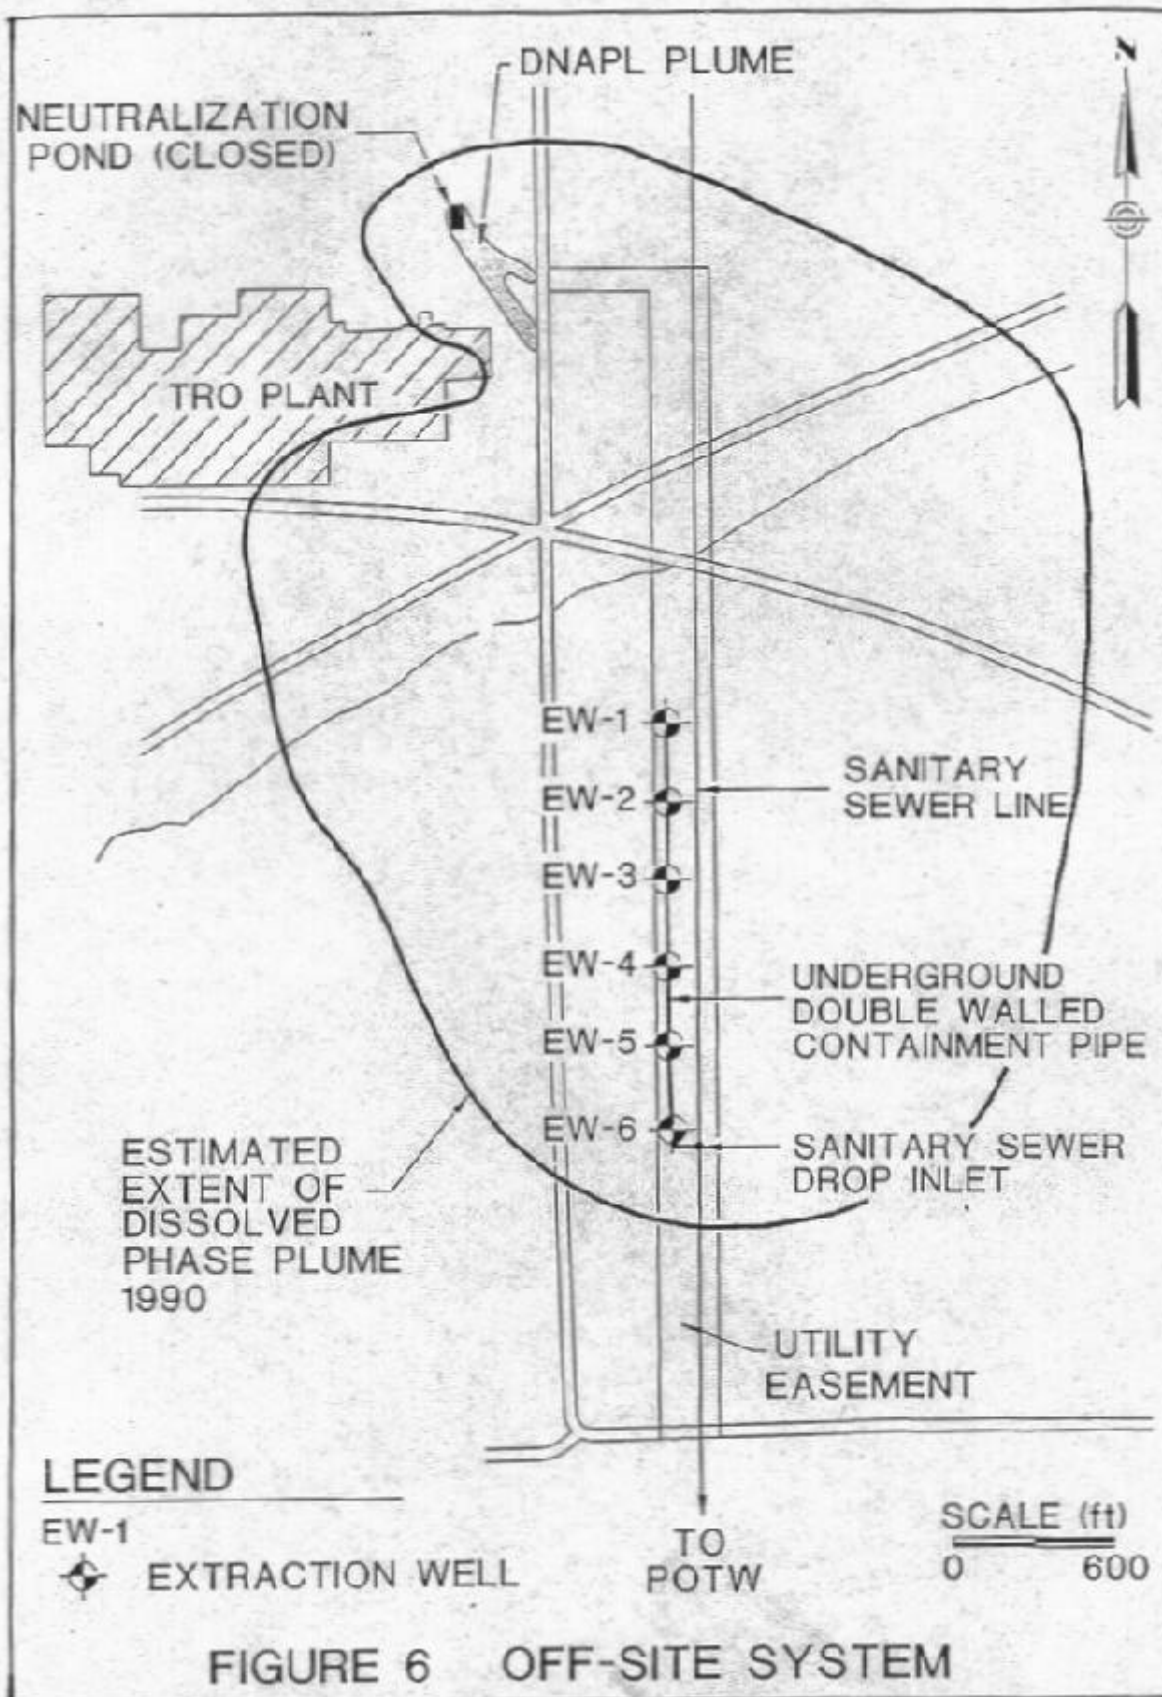 DNAPL PLUME
N
NEUTRALIZATION
POND (CLOSED)
TRO PLANT
EW-1
SANITARY
SEWER LINE
EW-2
EW-3
EW-4
UNDERGROUND
DOUBLE WALLED
CONTAINMENT PIPE
EW-5
EW-6
SANITARY SEWER
DROP INLET
ESTIMATED
EXTENT OF
DISSOLVED
PHASE PLUME
1990
UTILITY
EASEMENT
LEGEND
EW-1
EXTRACTION WELL
TO
POTW
SCALE (ft)
0 600
FIGURE 6 OFF-SITE SYSTEM